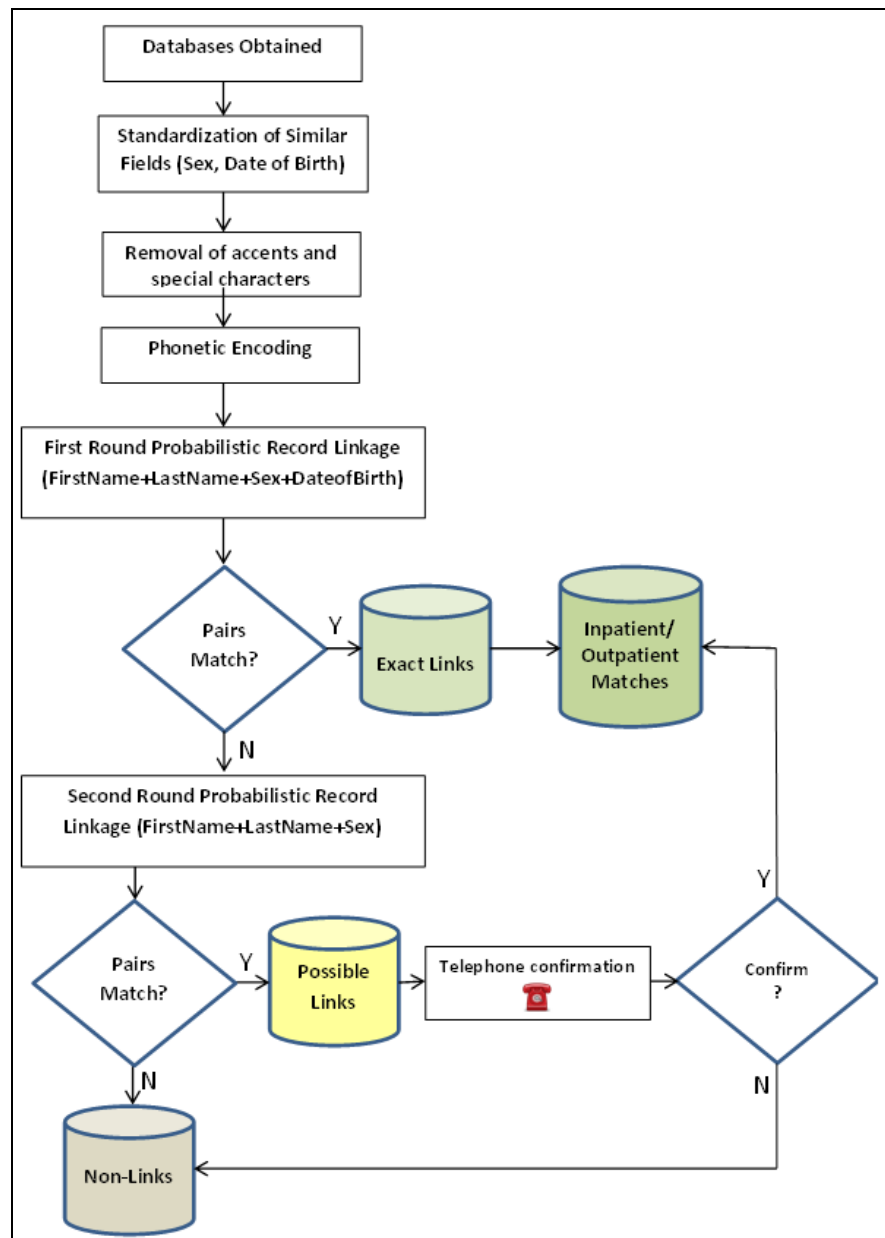 Databases Obtained
Standardization of Similar
Fields (Sex, Date of Birth)
Removal of accents and
special characters
Phonetic Encoding
First Round Probabilistic Record Linkage
(FirstName+LastName+Sex+DateofBirth)
Pairs
Match?
Y
Exact Links
Inpatient/
Outpatient
Matches
N
Second Round Probabilistic Record
Linkage (FirstName+LastName+Sex)
Pairs
Match?
Y
Possible
Links
Telephone confirmation
Confirm
?
Y
N
N
Non-Links